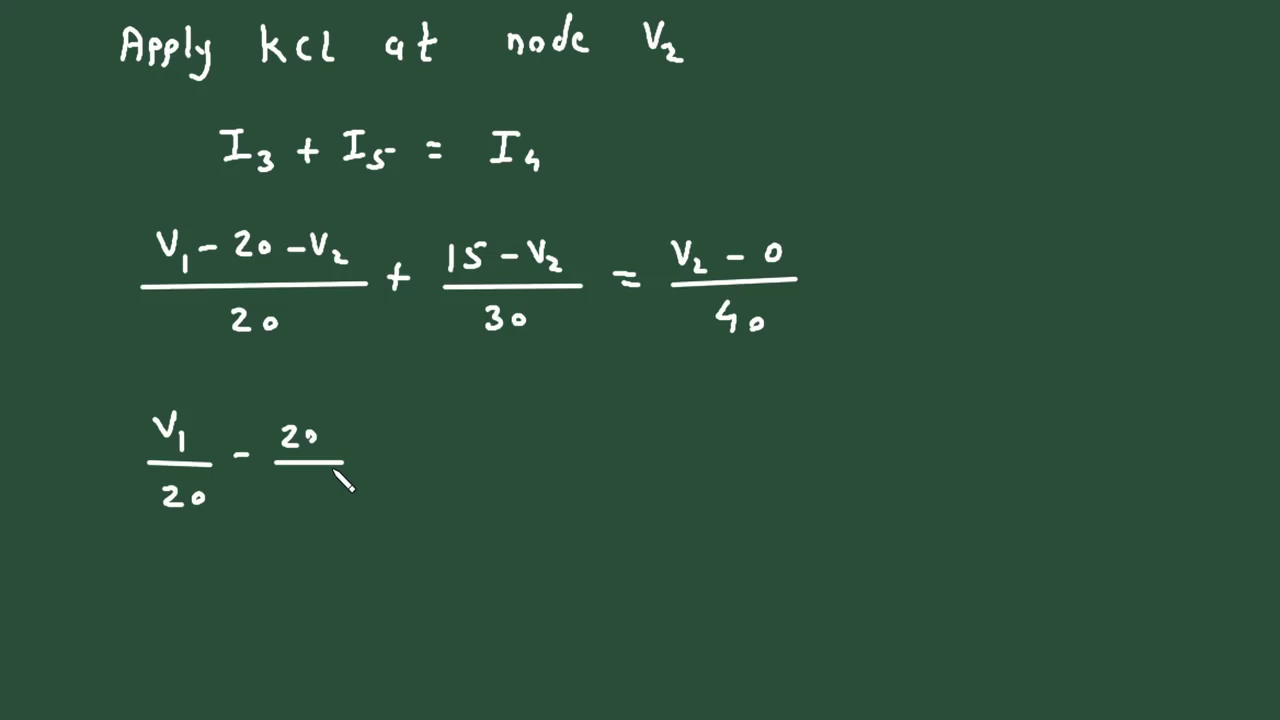 Apply kcl at node V₂
I₃ + I₅ = I₄
(V₁ - 20 - V₂)/20 + (15 - V₂)/30 = (V₂ - 0)/40
V₁/20 - 20/